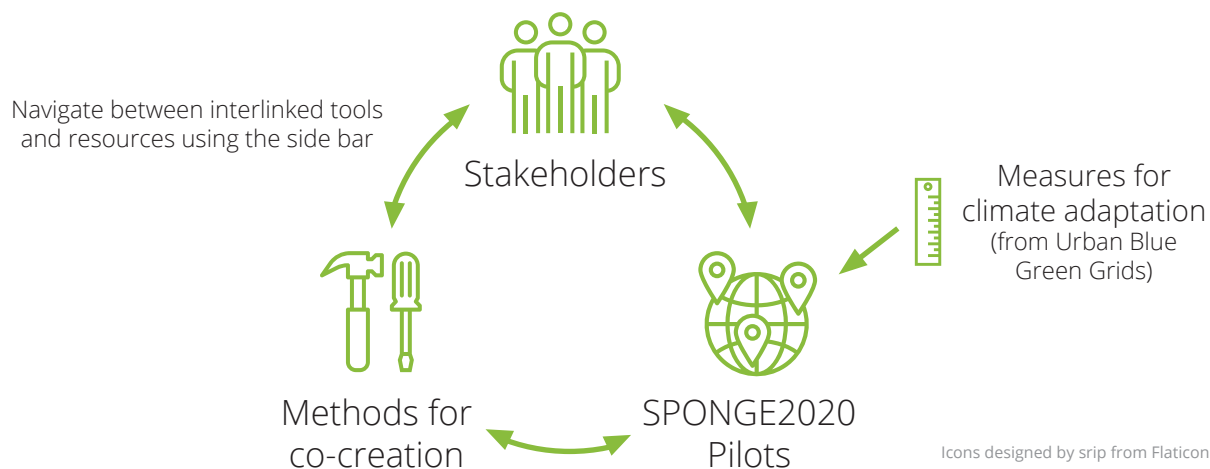 Navigate between interlinked tools
and resources using the side bar
Stakeholders
Measures for
climate adaptation
(from Urban Blue
Green Grids)
Methods for
co-creation
SPONGE2020
Pilots
Icons designed by srip from Flaticon